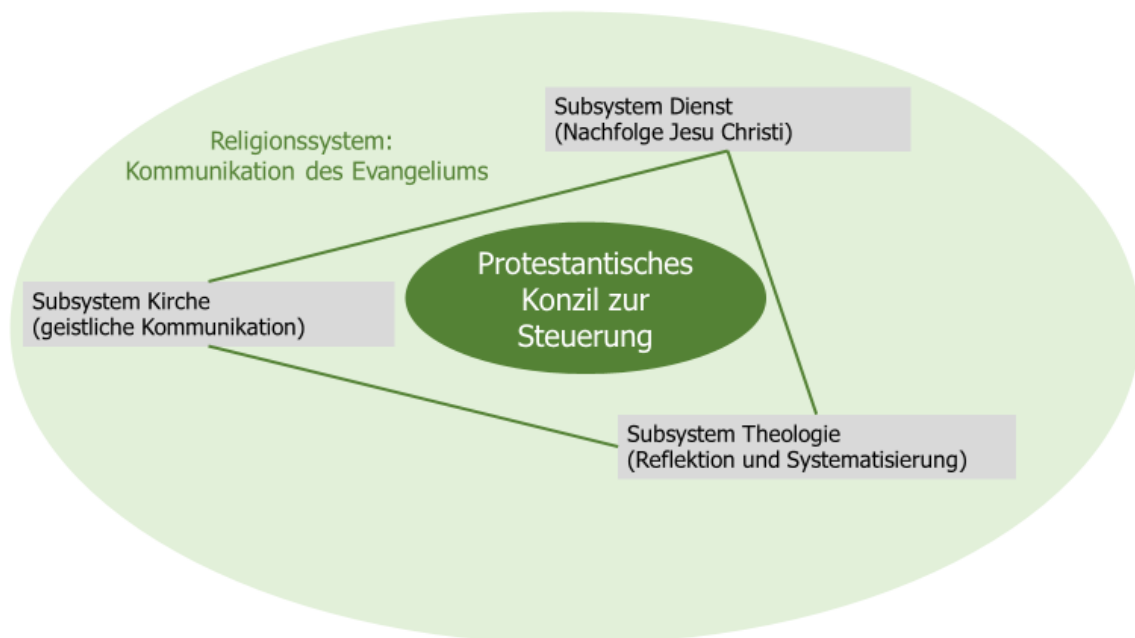 Subsystem Dienst
(Nachfolge Jesu Christi)
Religionssystem:
Kommunikation des Evangeliums
Protestantisches
Konzil zur
Steuerung
Subsystem Kirche
(geistliche Kommunikation)
Subsystem Theologie
(Reflektion und Systematisierung)